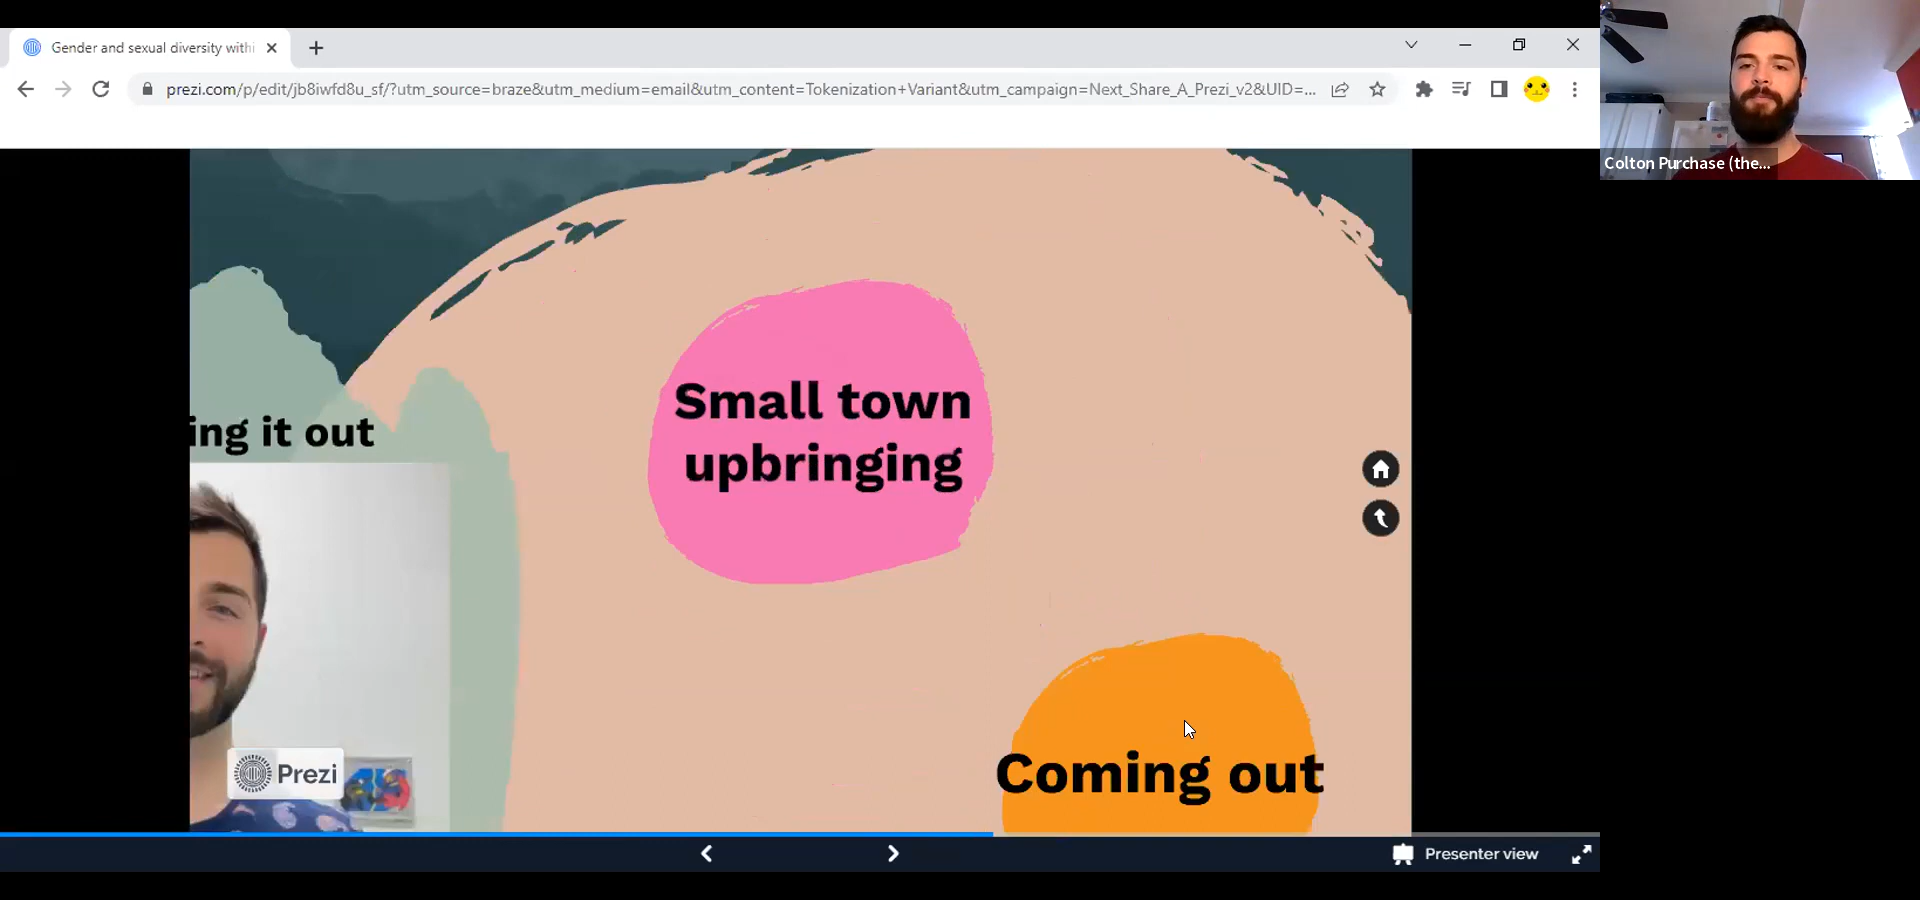 Gender and sexual diversity withi
prezi.com/p/edit/jb8iwfd8u_sf/?utm_source=braze&utm_medium=email&utm_content=Tokenization+Variant&utm_campaign=Next_Share_A_Prezi_v2&UID=...
Colton Purchase (the...
Small town
upbringing
ing it out
Coming out
Prezi
Presenter view